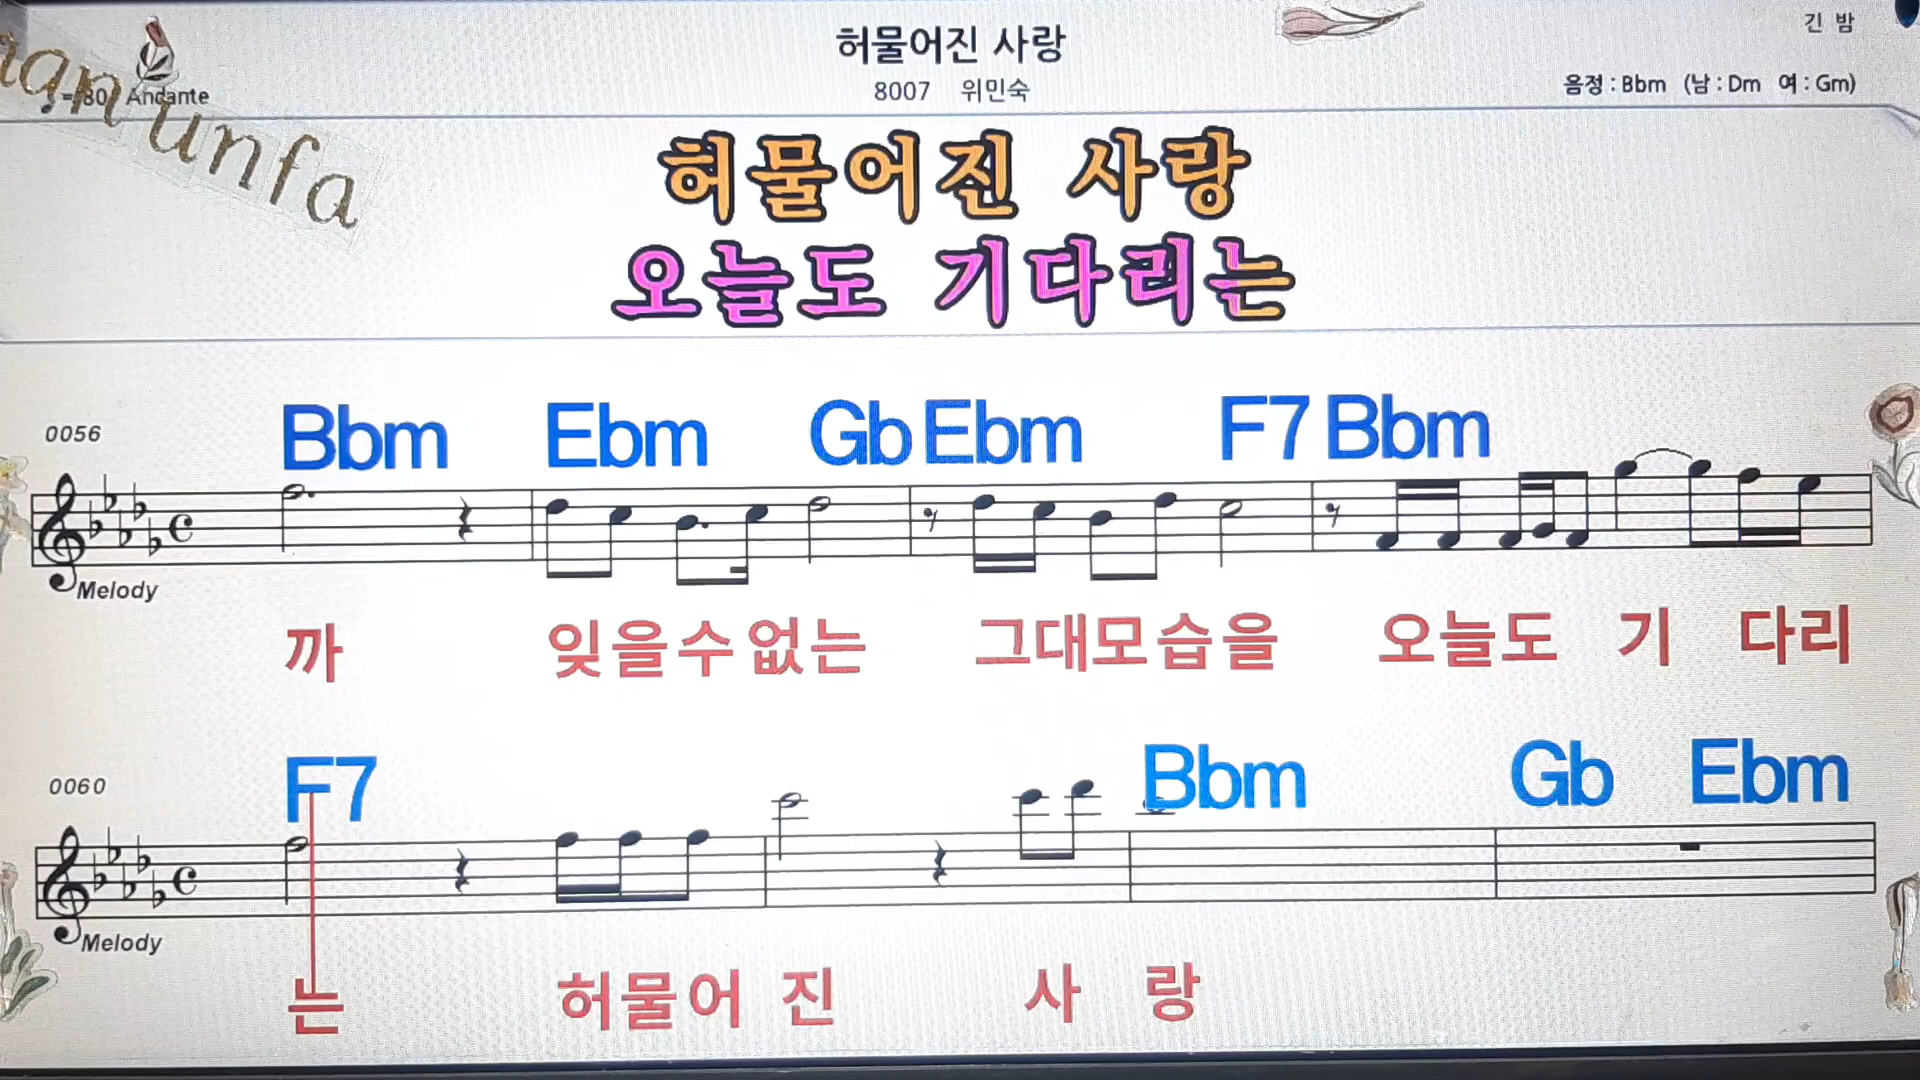 허물어진 사랑
긴 밤
8007 위민숙
=80 Andante
음정 : Bbm (남 : Dm 여 : Gm)
unfa
허물어진 사랑
오늘도 기다리는
Bbm Ebm Gb Ebm F7 Bbm
0056
Melody
까 잊을수없는 그대모습을 오늘도 기 다리
F7 Bbm Gb Ebm
0060
Melody
는 허물어 진 사 랑